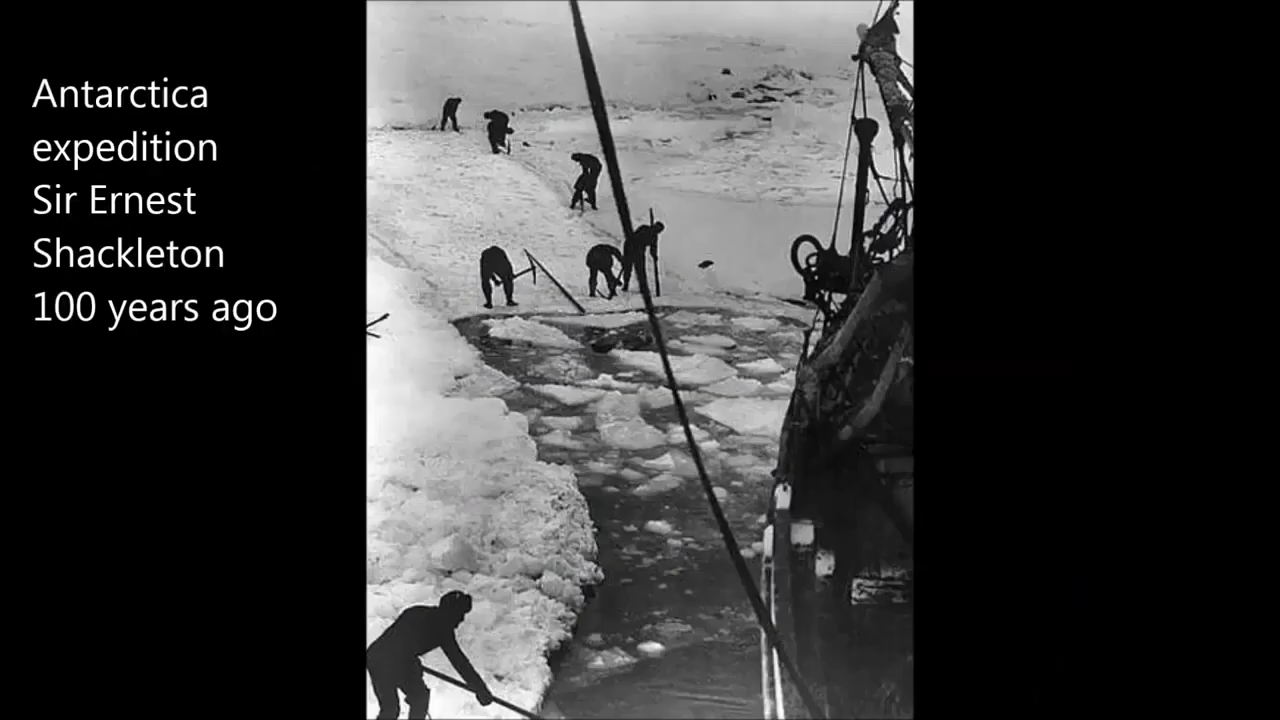 Antarctica
expedition
Sir Ernest
Shackleton
100 years ago